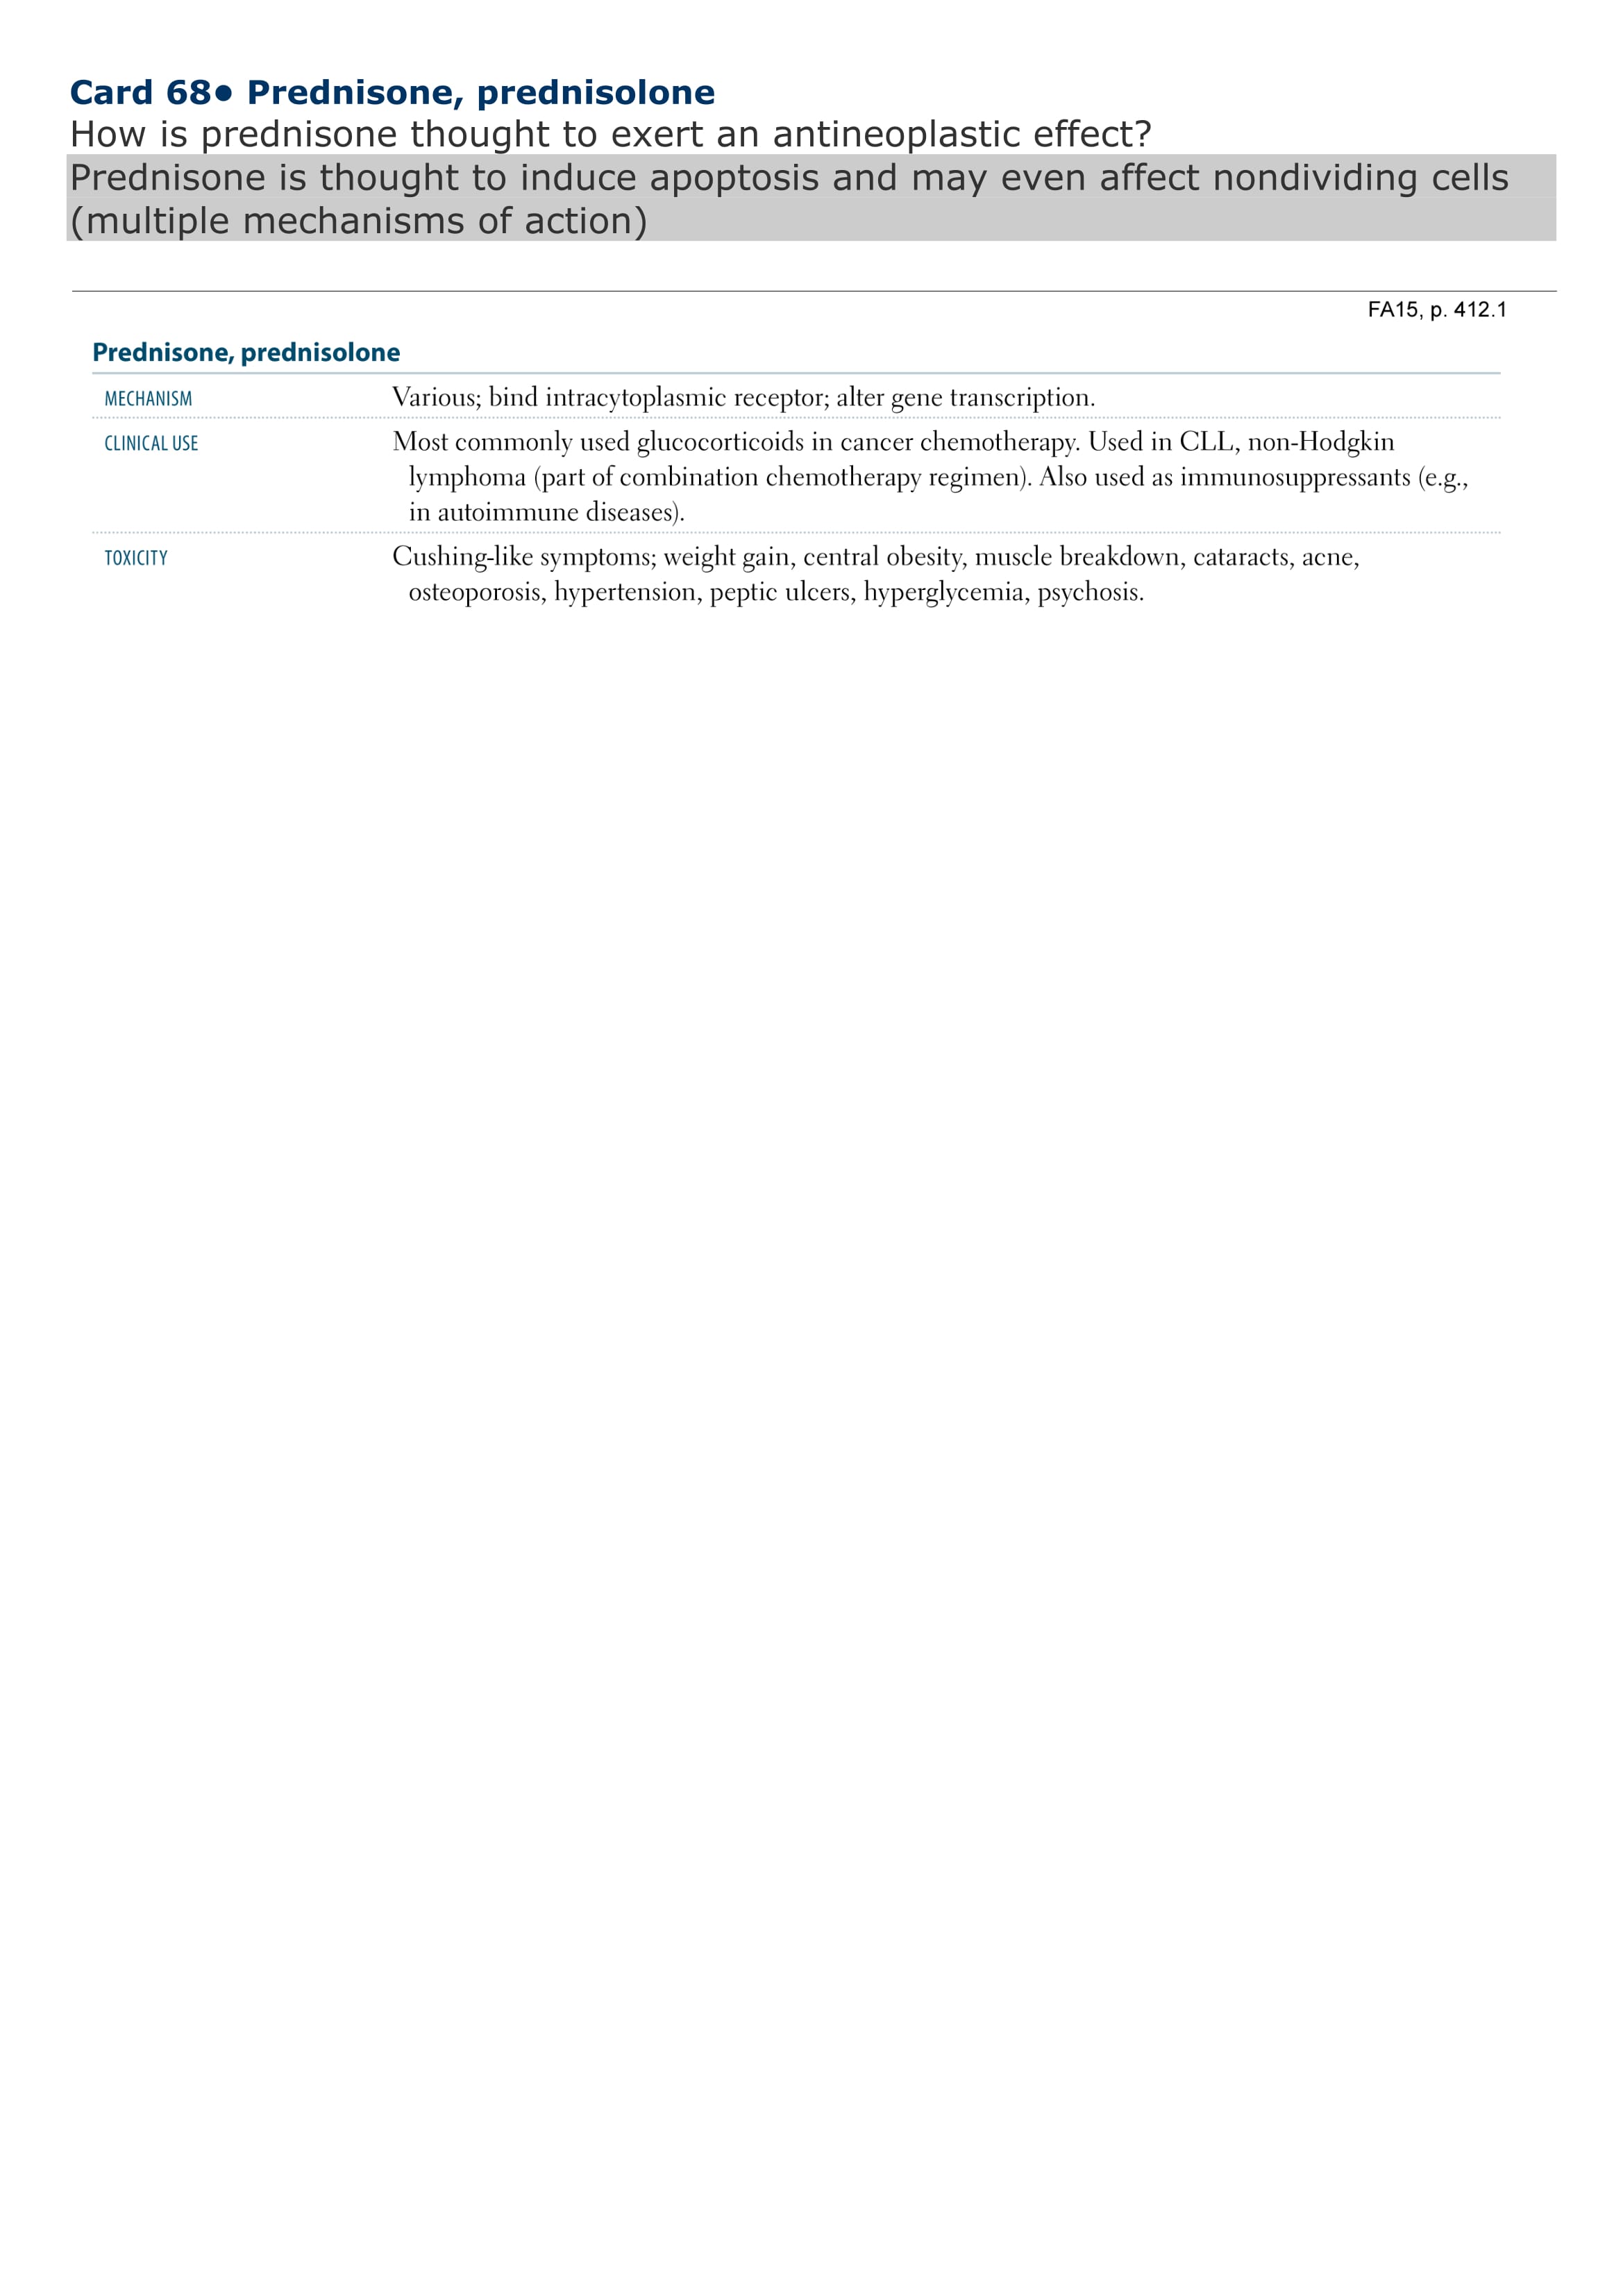 Card 68● Prednisone, prednisolone
How is prednisone thought to exert an antineoplastic effect?
Prednisone is thought to induce apoptosis and may even affect nondividing cells
(multiple mechanisms of action)
FA15, p. 412.1
Prednisone, prednisolone
MECHANISM Various; bind intracytoplasmic receptor; alter gene transcription.
CLINICAL USE Most commonly used glucocorticoids in cancer chemotherapy. Used in CLL, non-Hodgkin
lymphoma (part of combination chemotherapy regimen). Also used as immunosuppressants (e.g.,
in autoimmune diseases).
TOXICITY Cushing-like symptoms; weight gain, central obesity, muscle breakdown, cataracts, acne,
osteoporosis, hypertension, peptic ulcers, hyperglycemia, psychosis.